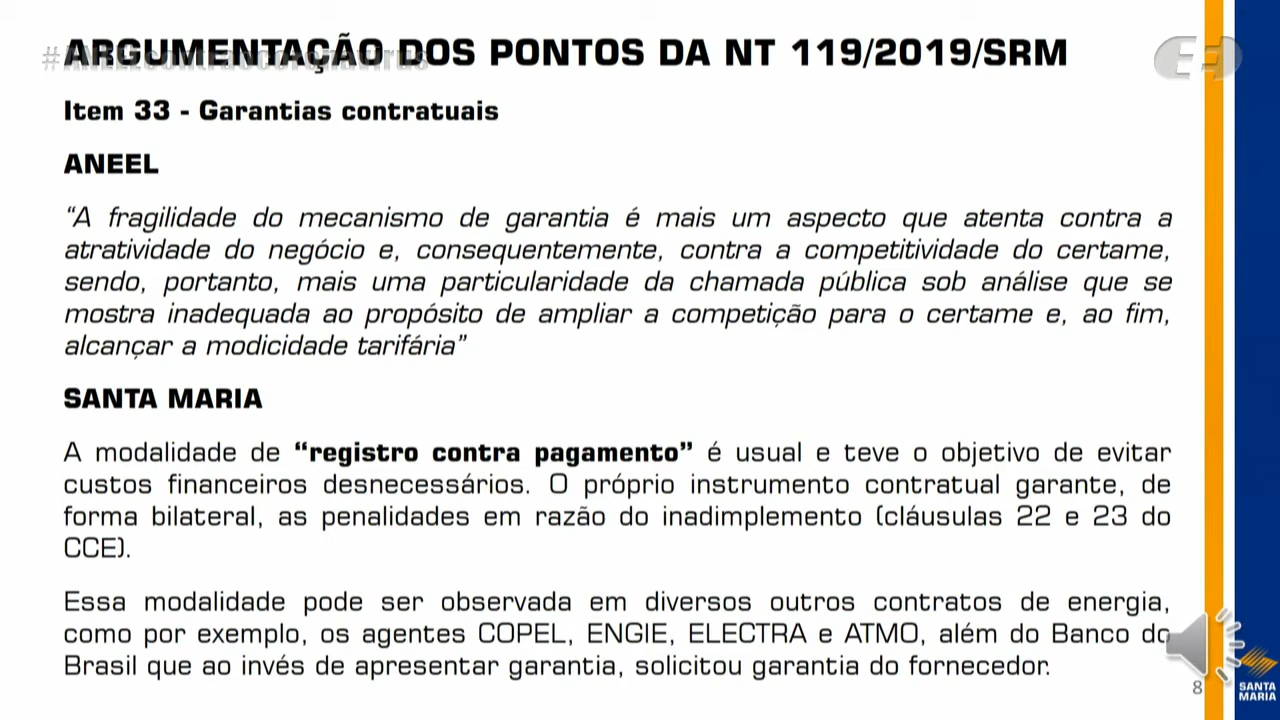 #ANEELcontraocoronavirus
ARGUMENTAÇÃO DOS PONTOS DA NT 119/2019/SRM
Item 33 - Garantias contratuais
ANEEL
“A fragilidade do mecanismo de garantia é mais um aspecto que atenta contra a
atratividade do negócio e, consequentemente, contra a competitividade do certame,
sendo, portanto, mais uma particularidade da chamada pública sob análise que se
mostra inadequada ao propósito de ampliar a competição para o certame e, ao fim,
alcançar a modicidade tarifária”
SANTA MARIA
A modalidade de “registro contra pagamento” é usual e teve o objetivo de evitar
custos financeiros desnecessários. O próprio instrumento contratual garante, de
forma bilateral, as penalidades em razão do inadimplemento (cláusulas 22 e 23 do
CCE).
Essa modalidade pode ser observada em diversos outros contratos de energia,
como por exemplo, os agentes COPEL, ENGIE, ELECTRA e ATMO, além do Banco do
Brasil que ao invés de apresentar garantia, solicitou garantia do fornecedor.
8
SANTA
MARIA